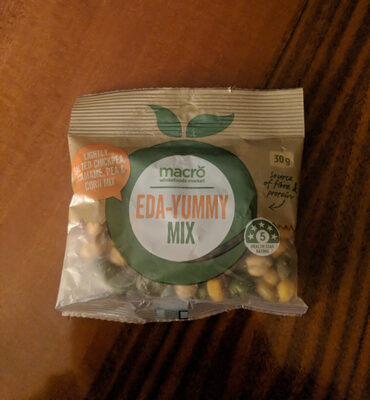 LIGHTLY
SALTED CHICKPEA,
EDAMAME, PEA &
CORN MIX
macro
wholefoods market
EDA-YUMMY
MIX
30g
Source
of fibre &
protein
5
HEALTH STAR
RATING